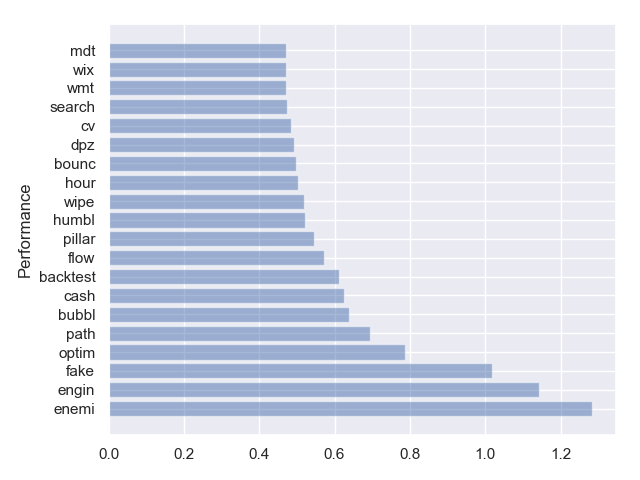 mdt
wix
wmt
search
cv
dpz
bounc
hour
wipe
humbl
pillar
flow
backtest
cash
bubbl
path
optim
fake
engin
enemi
Performance
0.0 0.2 0.4 0.6 0.8 1.0 1.2